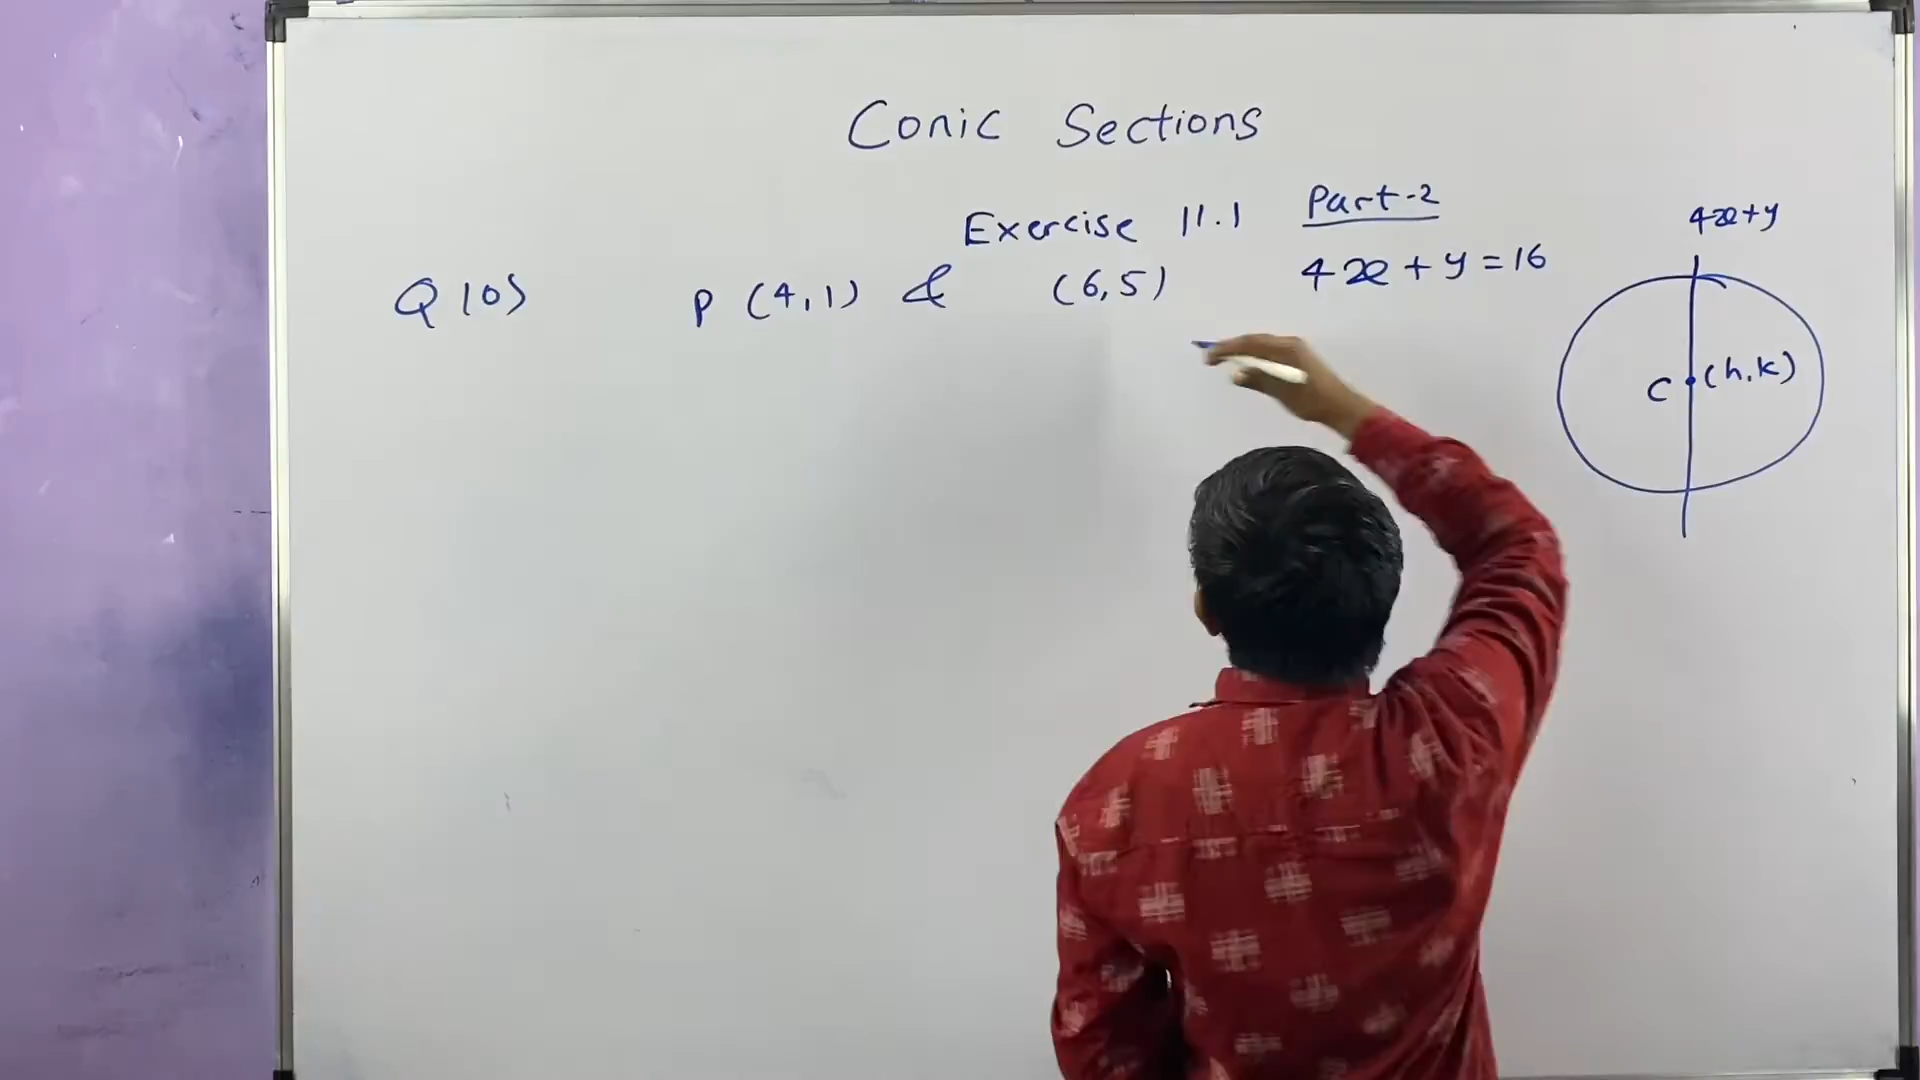 Conic Sections
Exercise 11.1 Part-2
Q 10> P (4,1) & (6,5) 4x + y = 16
4x+y
C (h,k)